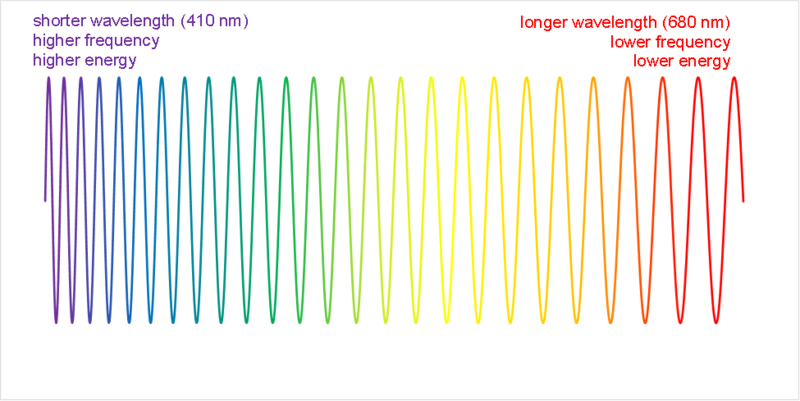 shorter wavelength (410 nm)
higher frequency
higher energy
longer wavelength (680 nm)
lower frequency
lower energy